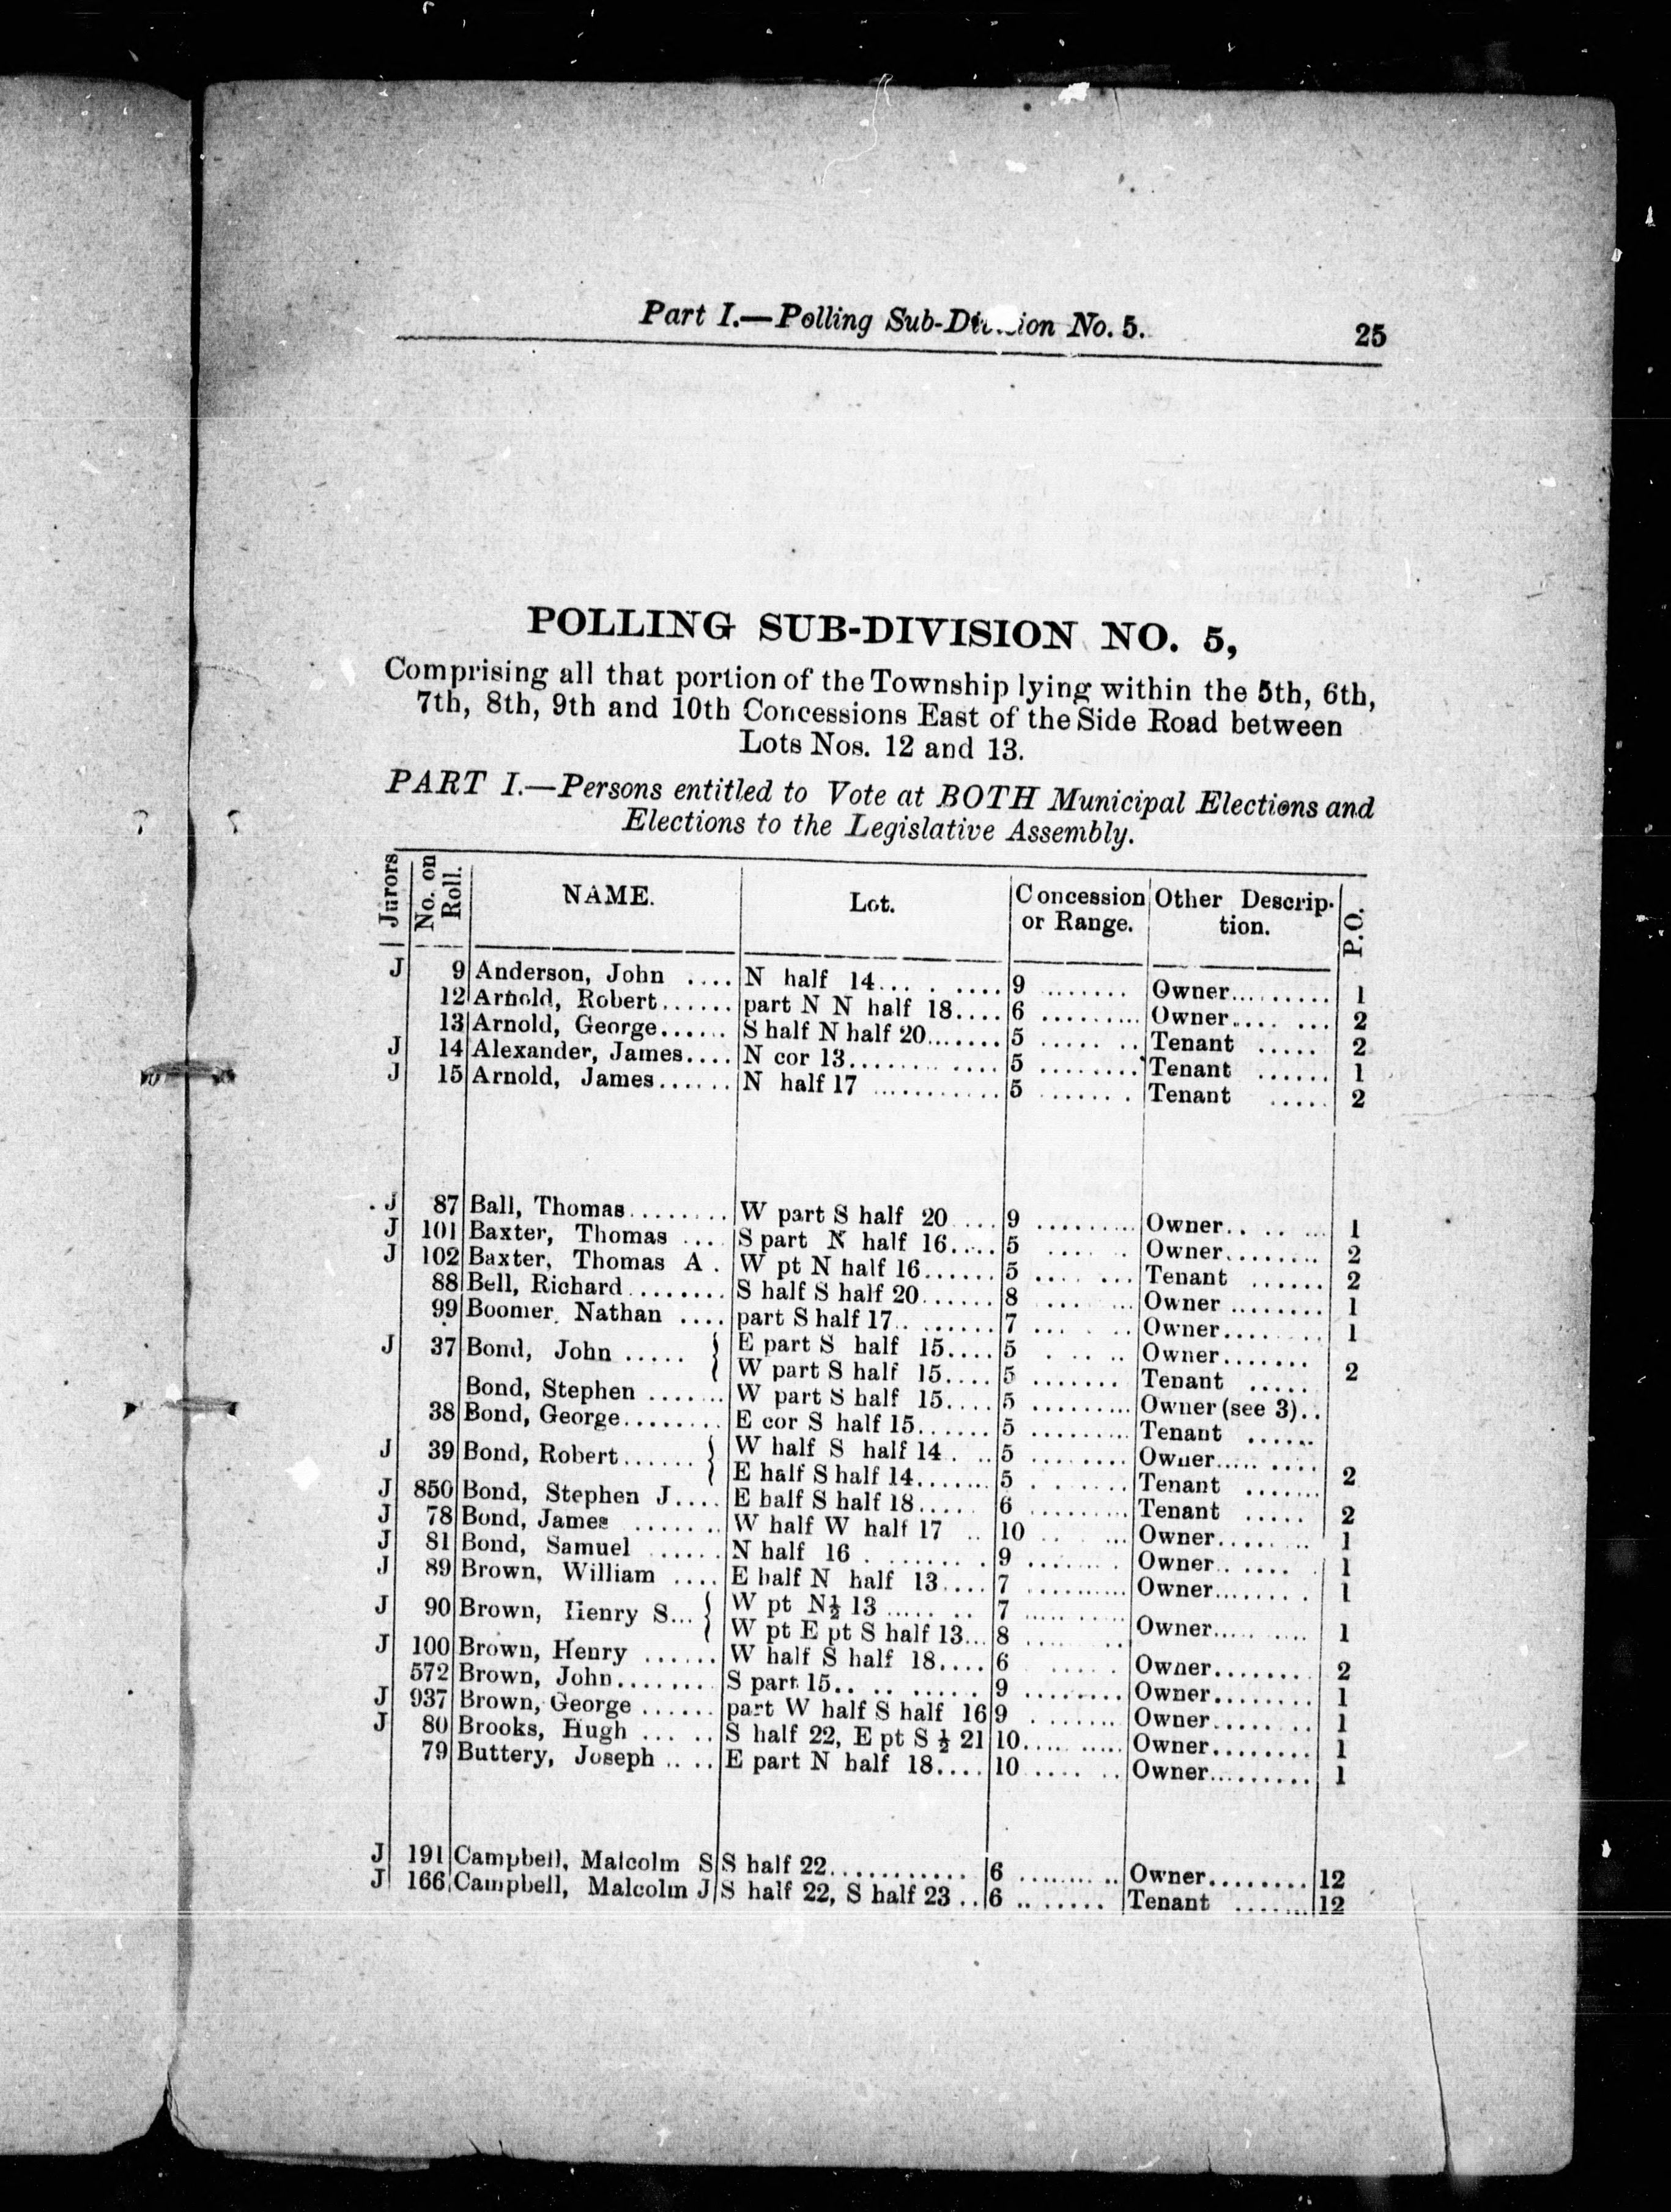 Part I.—Polling Sub-Division No. 5. 25
POLLING SUB-DIVISION NO. 5,
Comprising all that portion of the Township lying within the 5th, 6th,
7th, 8th, 9th and 10th Concessions East of the Side Road between
Lots Nos. 12 and 13.
PART I.—Persons entitled to Vote at BOTH Municipal Elections and
Elections to the Legislative Assembly.
Jurors No. on Roll. NAME. Lot. Concession or Range. Other Description. P.O.
J 9 Anderson, John .... N half 14........ 9 ....... Owner......... 1
12 Arnold, Robert...... part N N half 18.... 6 ......... Owner....... 2
13 Arnold, George...... S half N half 20....... 5 ....... Tenant ..... 2
J 14 Alexander, James.... N cor 13............ 5 ........ Tenant ...... 1
J 15 Arnold, James...... N half 17 ........... 5 ....... Tenant ..... 2
J 87 Ball, Thomas........ W part S half 20 .... 9 ......... Owner....... 1
J 101 Baxter, Thomas .... S part N half 16.... 5 ...... Owner........ 2
J 102 Baxter, Thomas A . W pt N half 16...... 5 ....... Tenant ...... 2
88 Bell, Richard........ S half S half 20...... 8 ....... Owner ........ 1
99 Boomer, Nathan .... part S half 17........ 7 ...... Owner........ 1
J 37 Bond, John ..... { E part S half 15.... 5 ..... Owner....... 2
W part S half 15.... 5 ....... Tenant .....
Bond, Stephen ....... W part S half 15.... 5 ......... Owner (see 3)..
38 Bond, George........ E cor S half 15...... 5 ......... Tenant ......
J 39 Bond, Robert...... { W half S half 14 ... 5 ........ Owner......... 2
E half S half 14....... 5 ....... Tenant .......
J 850 Bond, Stephen J.... E half S half 18..... 6 ......... Tenant ..... 2
J 78 Bond, James ....... W half W half 17 .. 10 ...... Owner........ 1
J 81 Bond, Samuel ...... N half 16 ......... 9 ........ Owner...... 1
J 89 Brown, William .... E half N half 13.... 7 .......... Owner........ 1
J 90 Brown, Henry S... { W pt N½ 13 ....... 7 .......... Owner......... 1
W pt E pt S half 13... 8 .......
J 100 Brown, Henry ...... W half S half 18.... 6 ..... Owner........ 2
572 Brown, John........ S part 15.......... 9 ........ Owner........ 1
J 937 Brown, George ...... part W half S half 16 9 ....... Owner....... 1
J 80 Brooks, Hugh ..... S half 22, E pt S ½ 21 10......... Owner........ 1
79 Buttery, Joseph .... E part N half 18.... 10 ...... Owner......... 1
J 191 Campbell, Malcolm S S half 22........... 6 ......... Owner........ 12
J 166 Campbell, Malcolm J S half 22, S half 23 .. 6 ....... Tenant ....... 12